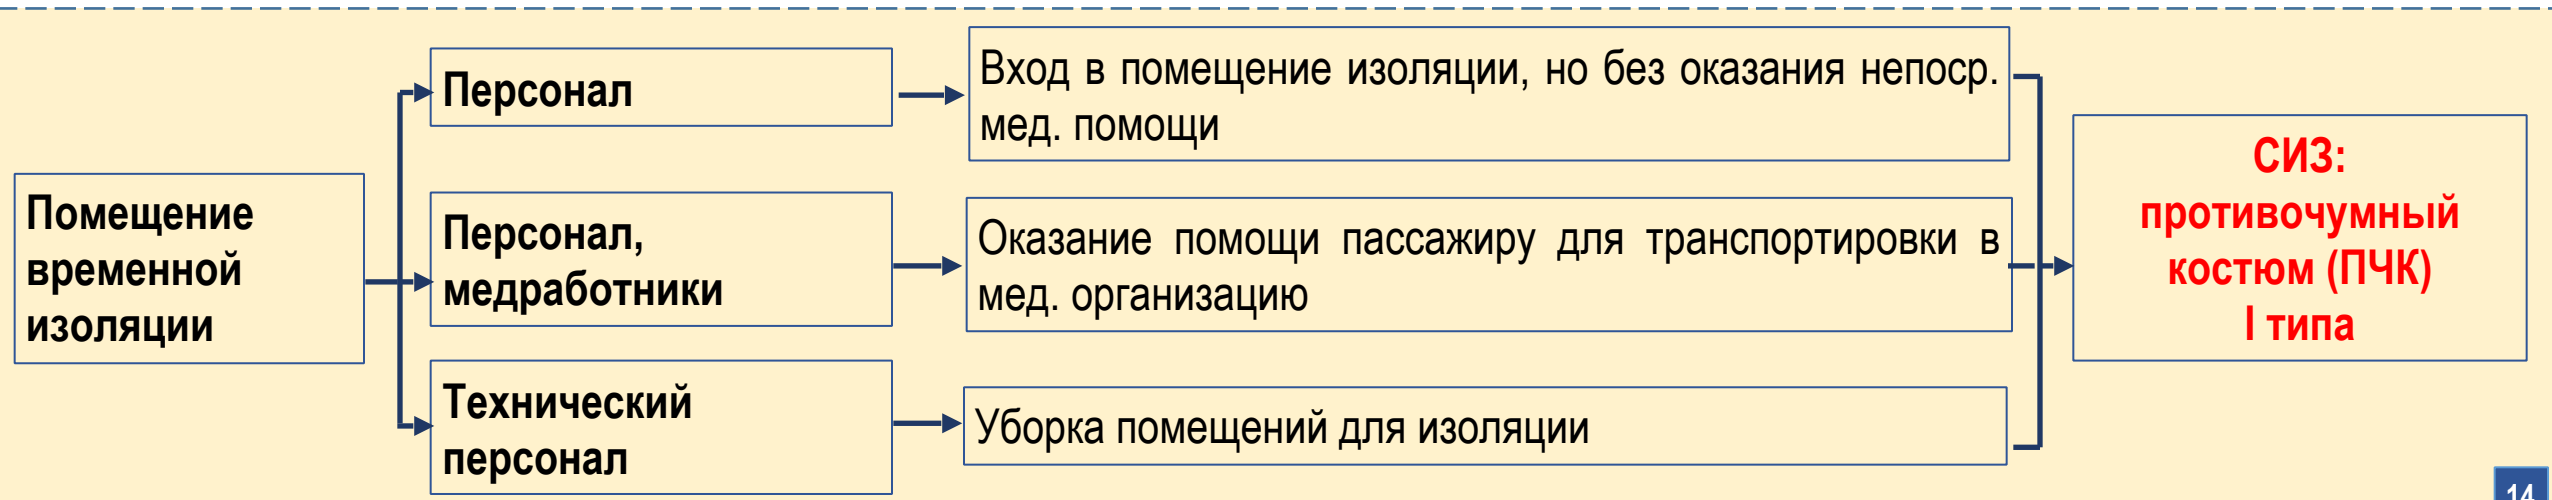 Помещение
временной
изоляции
Персонал
Вход в помещение изоляции, но без оказания непоср.
мед. помощи
Персонал,
медработники
Оказание помощи пассажиру для транспортировки в
мед. организацию
Технический
персонал
Уборка помещений для изоляции
СИЗ:
противочумный
костюм (ПЧК)
I типа
14